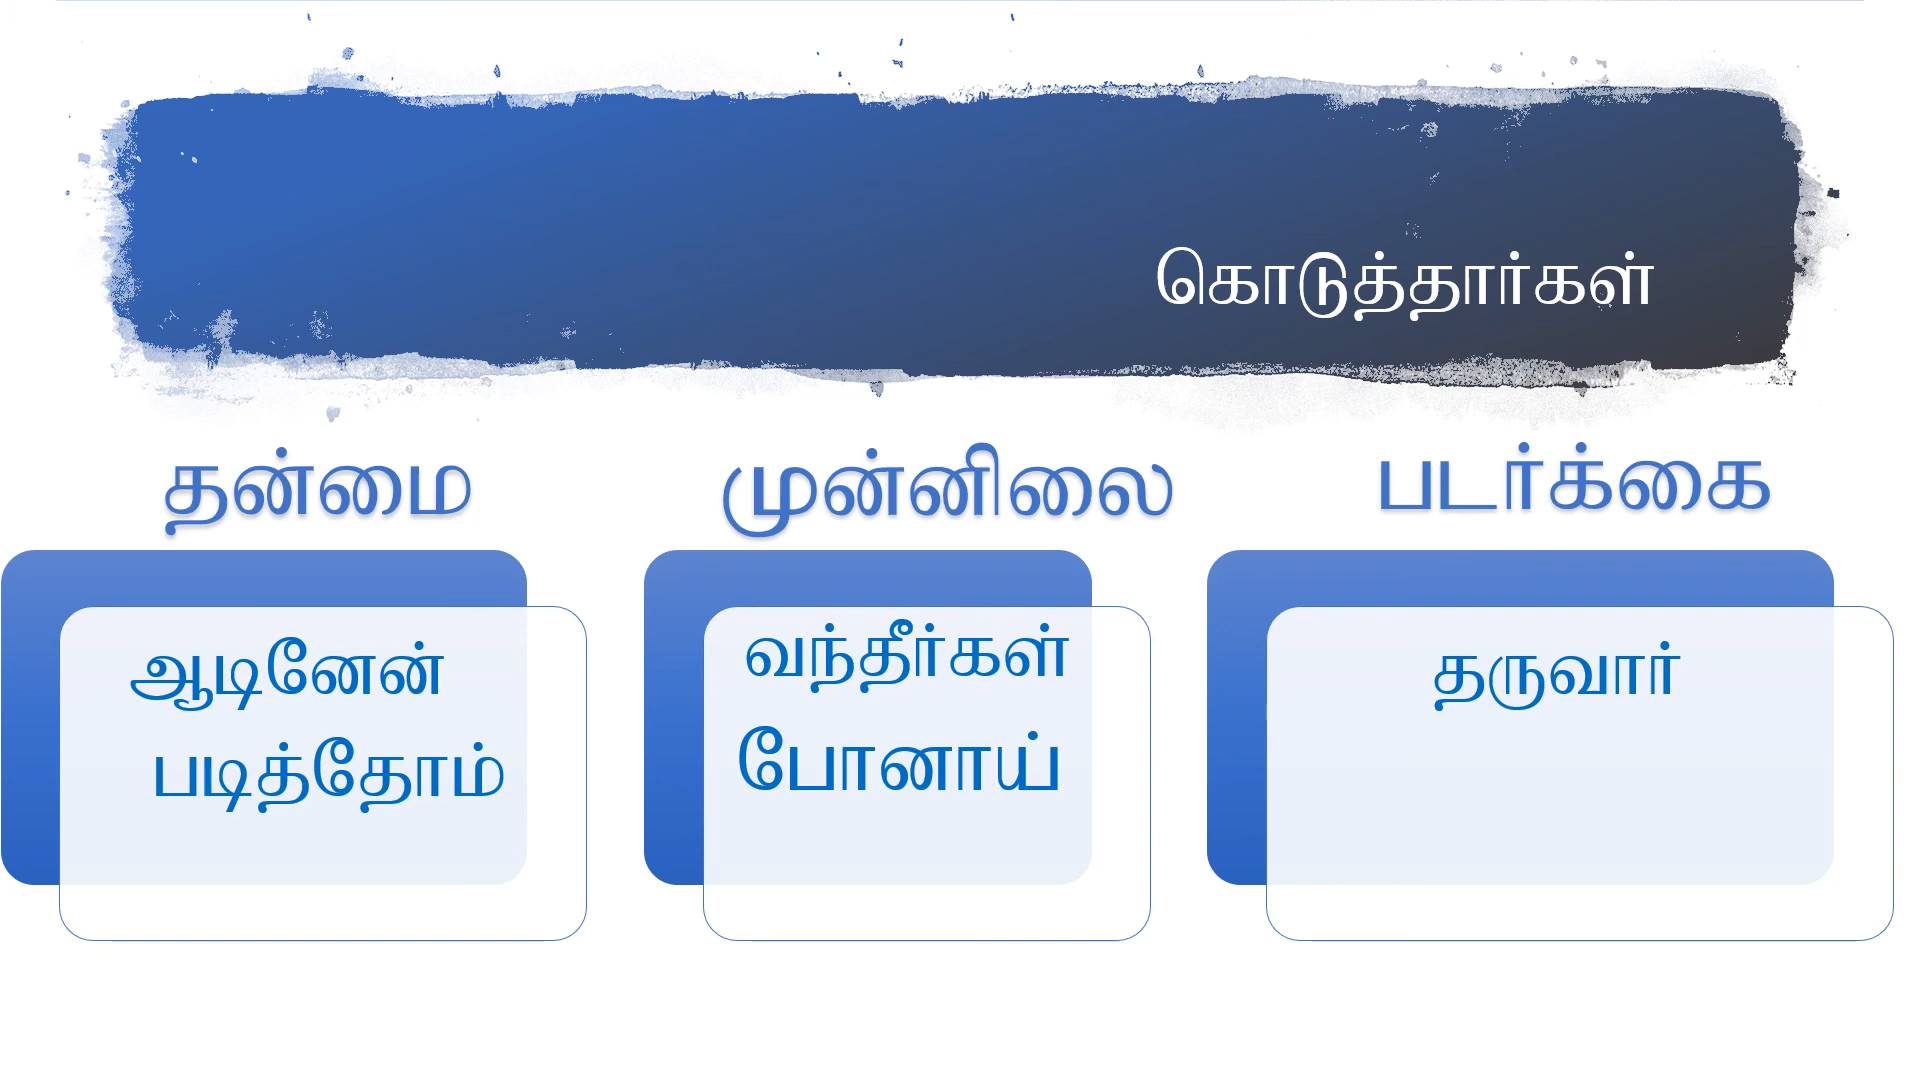 கொடுத்தார்கள்
தன்மை
முன்னிலை
படர்க்கை
ஆடினேன்
படித்தோம்
வந்தீர்கள்
போனாய்
தருவார்